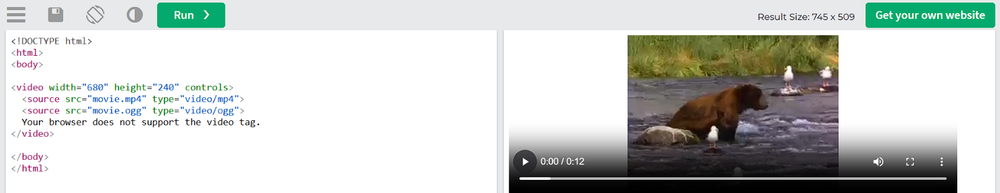 Run ❯
Result Size: 745 x 509
Get your own website
<!DOCTYPE html>
<html>
<body>
<video width="680" height="240" controls>
<source src="movie.mp4" type="video/mp4">
<source src="movie.ogg" type="video/ogg">
Your browser does not support the video tag.
</video>
</body>
</html>
0:00 / 0:12